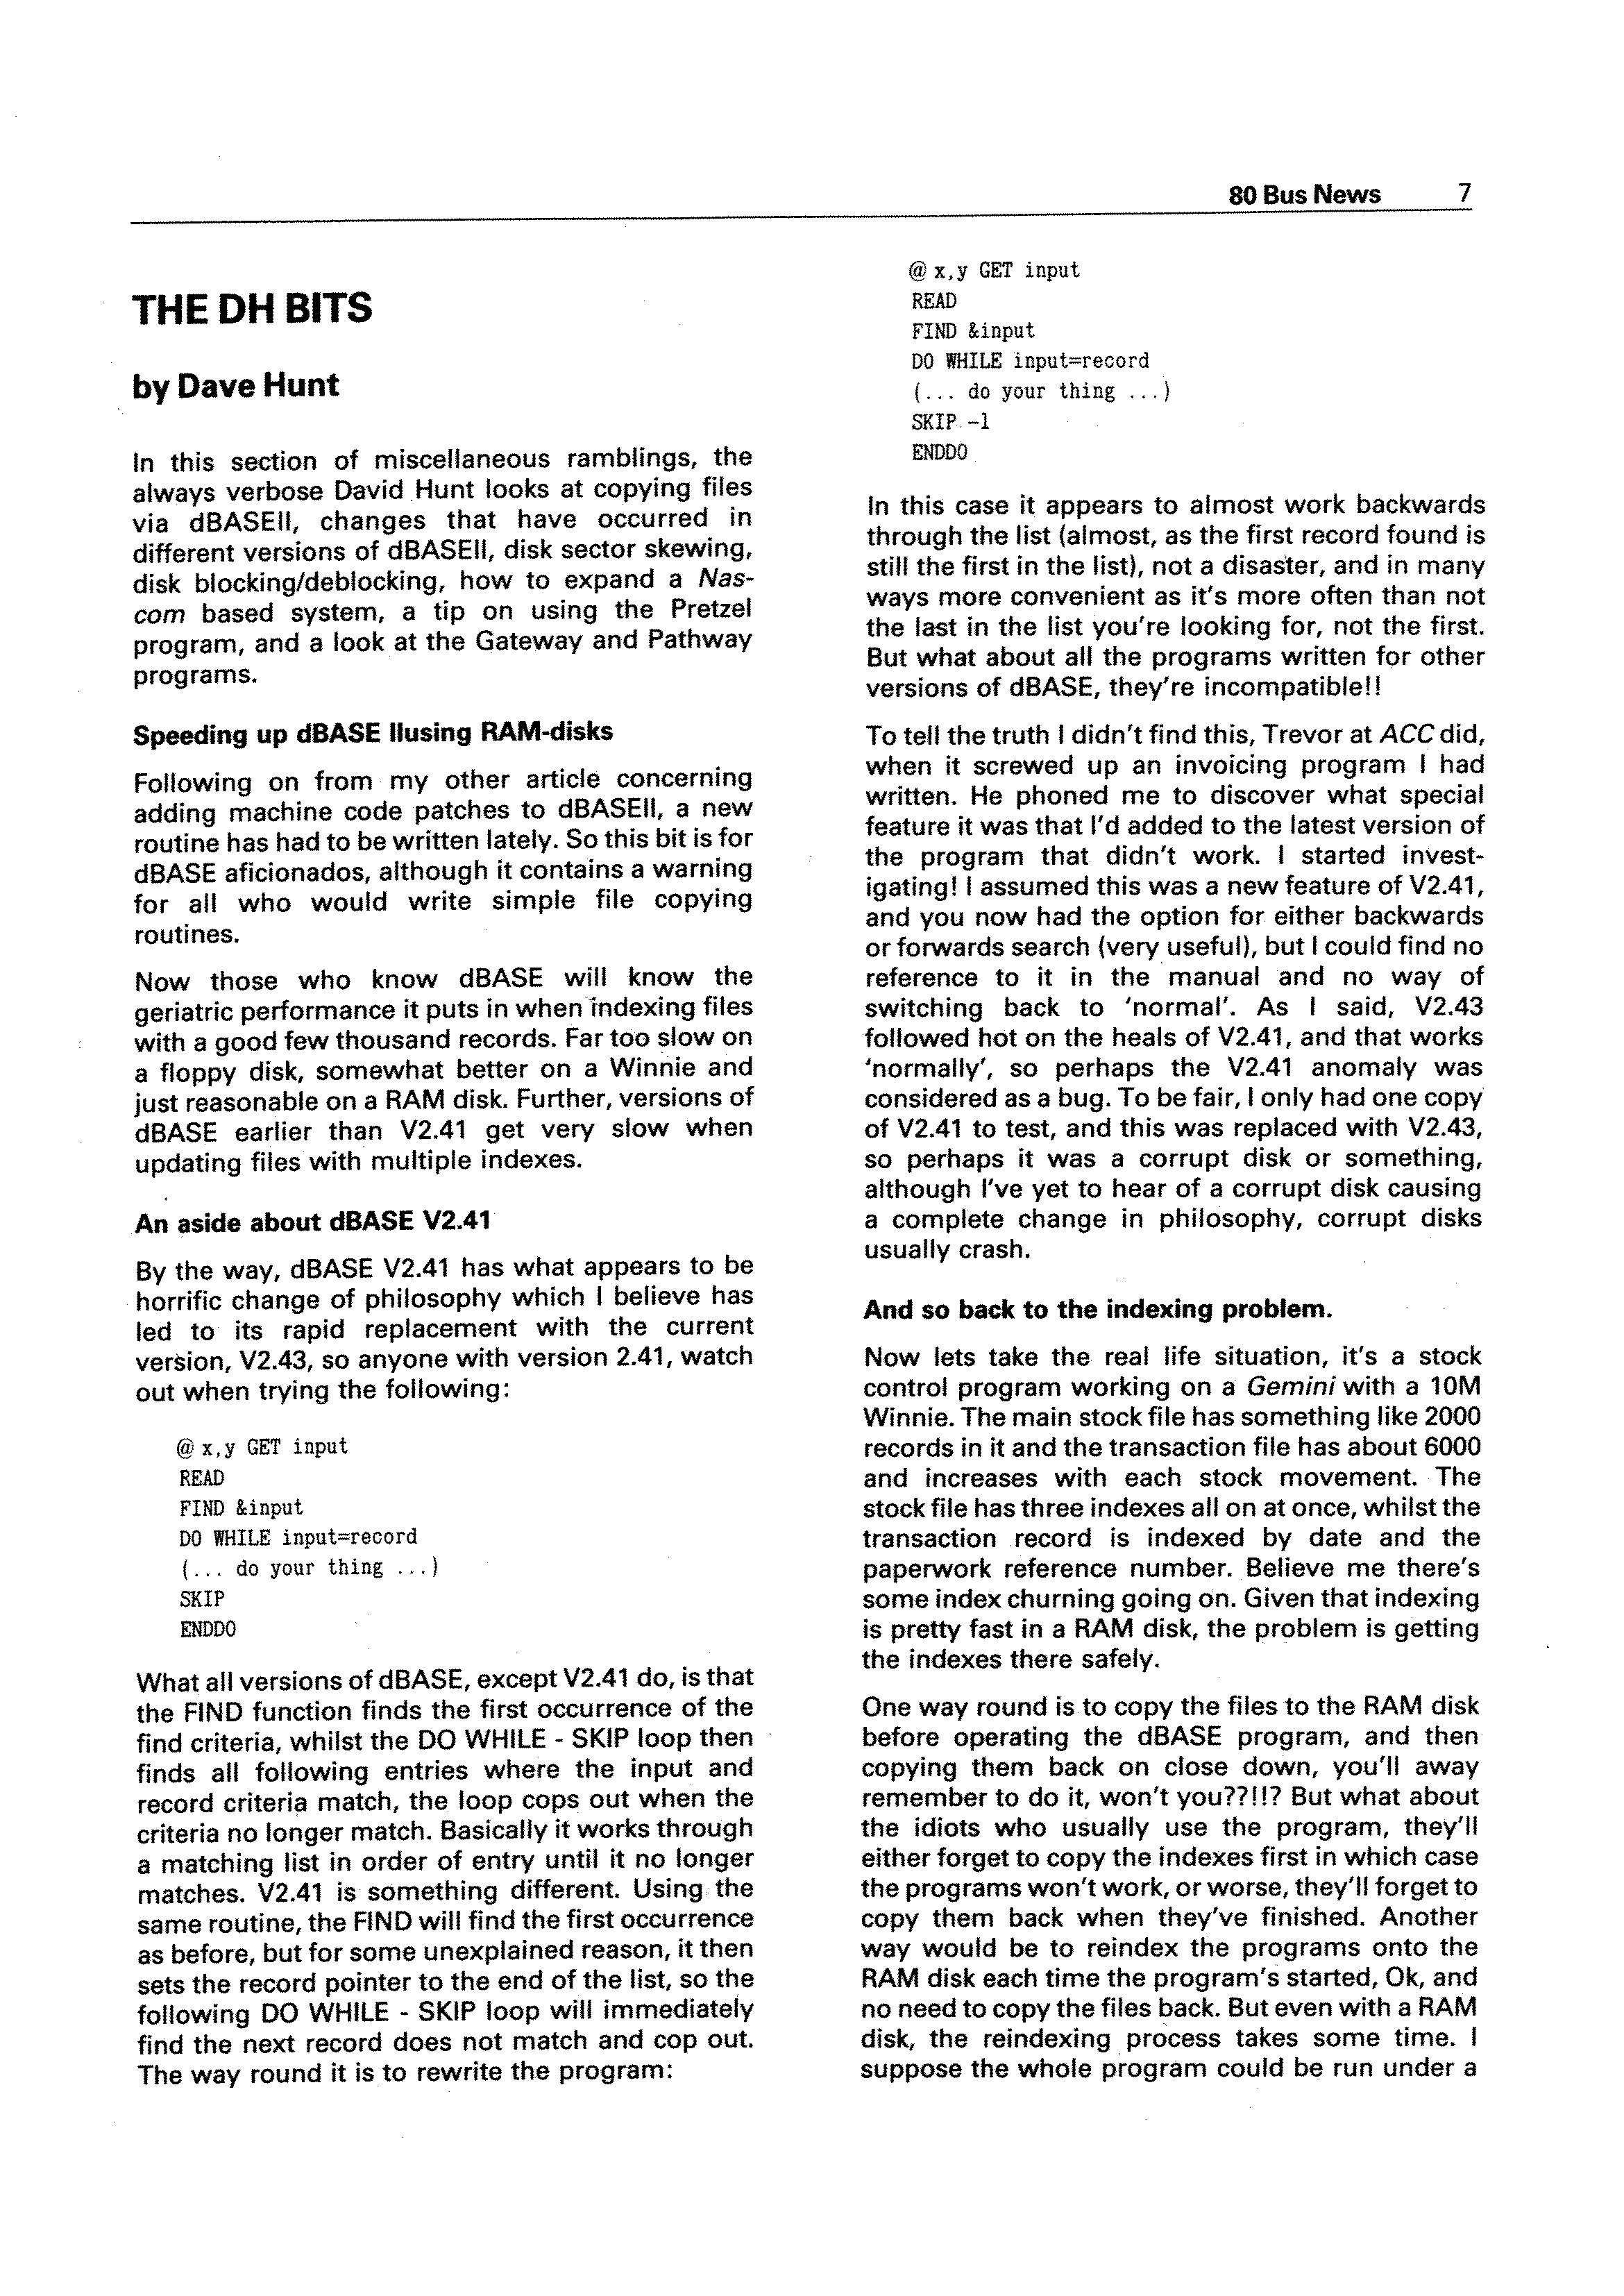 80 Bus News 7
THE DH BITS
by Dave Hunt
In this section of miscellaneous ramblings, the
always verbose David Hunt looks at copying files
via dBASEII, changes that have occurred in
different versions of dBASEII, disk sector skewing,
disk blocking/deblocking, how to expand a Nas-
com based system, a tip on using the Pretzel
program, and a look at the Gateway and Pathway
programs.
Speeding up dBASE IIusing RAM-disks
Following on from my other article concerning
adding machine code patches to dBASEII, a new
routine has had to be written lately. So this bit is for
dBASE aficionados, although it contains a warning
for all who would write simple file copying
routines.
Now those who know dBASE will know the
geriatric performance it puts in when indexing files
with a good few thousand records. Far too slow on
a floppy disk, somewhat better on a Winnie and
just reasonable on a RAM disk. Further, versions of
dBASE earlier than V2.41 get very slow when
updating files with multiple indexes.
An aside about dBASE V2.41
By the way, dBASE V2.41 has what appears to be
horrific change of philosophy which I believe has
led to its rapid replacement with the current
version, V2.43, so anyone with version 2.41, watch
out when trying the following:
@ x,y GET input
READ
FIND &input
DO WHILE input=record
(... do your thing ...)
SKIP
ENDDO
What all versions of dBASE, except V2.41 do, is that
the FIND function finds the first occurrence of the
find criteria, whilst the DO WHILE - SKIP loop then
finds all following entries where the input and
record criteria match, the loop cops out when the
criteria no longer match. Basically it works through
a matching list in order of entry until it no longer
matches. V2.41 is something different. Using the
same routine, the FIND will find the first occurrence
as before, but for some unexplained reason, it then
sets the record pointer to the end of the list, so the
following DO WHILE - SKIP loop will immediately
find the next record does not match and cop out.
The way round it is to rewrite the program:
@ x,y GET input
READ
FIND &input
DO WHILE input=record
(... do your thing ...)
SKIP -1
ENDDO
In this case it appears to almost work backwards
through the list (almost, as the first record found is
still the first in the list), not a disaster, and in many
ways more convenient as it's more often than not
the last in the list you're looking for, not the first.
But what about all the programs written for other
versions of dBASE, they're incompatible!!
To tell the truth I didn't find this, Trevor at ACC did,
when it screwed up an invoicing program I had
written. He phoned me to discover what special
feature it was that I'd added to the latest version of
the program that didn't work. I started invest-
igating! I assumed this was a new feature of V2.41,
and you now had the option for either backwards
or forwards search (very useful), but I could find no
reference to it in the manual and no way of
switching back to 'normal'. As I said, V2.43
followed hot on the heals of V2.41, and that works
'normally', so perhaps the V2.41 anomaly was
considered as a bug. To be fair, I only had one copy
of V2.41 to test, and this was replaced with V2.43,
so perhaps it was a corrupt disk or something,
although I've yet to hear of a corrupt disk causing
a complete change in philosophy, corrupt disks
usually crash.
And so back to the indexing problem.
Now lets take the real life situation, it's a stock
control program working on a Gemini with a 10M
Winnie. The main stock file has something like 2000
records in it and the transaction file has about 6000
and increases with each stock movement. The
stock file has three indexes all on at once, whilst the
transaction record is indexed by date and the
paperwork reference number. Believe me there's
some index churning going on. Given that indexing
is pretty fast in a RAM disk, the problem is getting
the indexes there safely.
One way round is to copy the files to the RAM disk
before operating the dBASE program, and then
copying them back on close down, you'll away
remember to do it, won't you??!!? But what about
the idiots who usually use the program, they'll
either forget to copy the indexes first in which case
the programs won't work, or worse, they'll forget to
copy them back when they've finished. Another
way would be to reindex the programs onto the
RAM disk each time the program's started, Ok, and
no need to copy the files back. But even with a RAM
disk, the reindexing process takes some time. I
suppose the whole program could be run under a